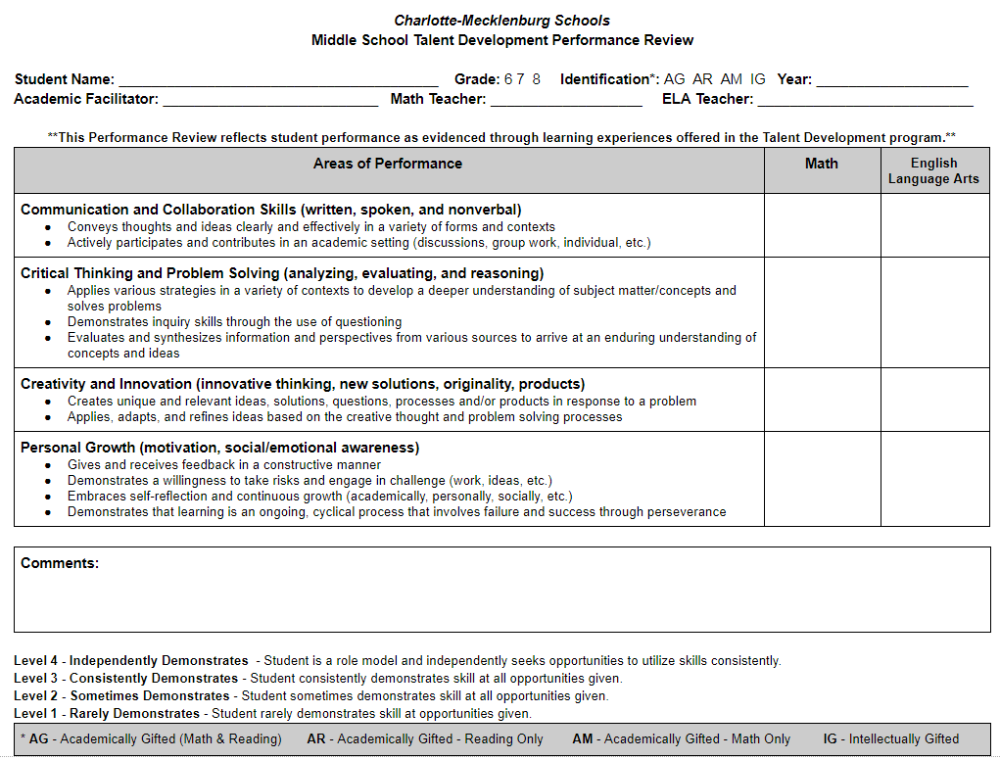 Charlotte-Mecklenburg Schools
Middle School Talent Development Performance Review
Student Name: ________________________________________ Grade: 6 7 8 Identification*: AG AR AM IG Year: ___________________
Academic Facilitator: ___________________________ Math Teacher: ___________________ ELA Teacher: ___________________________
**This Performance Review reflects student performance as evidenced through learning experiences offered in the Talent Development program.**
Areas of Performance Math English
Language Arts
Communication and Collaboration Skills (written, spoken, and nonverbal)
● Conveys thoughts and ideas clearly and effectively in a variety of forms and contexts
● Actively participates and contributes in an academic setting (discussions, group work, individual, etc.)
Critical Thinking and Problem Solving (analyzing, evaluating, and reasoning)
● Applies various strategies in a variety of contexts to develop a deeper understanding of subject matter/concepts and
solves problems
● Demonstrates inquiry skills through the use of questioning
● Evaluates and synthesizes information and perspectives from various sources to arrive at an enduring understanding of
concepts and ideas
Creativity and Innovation (innovative thinking, new solutions, originality, products)
● Creates unique and relevant ideas, solutions, questions, processes and/or products in response to a problem
● Applies, adapts, and refines ideas based on the creative thought and problem solving processes
Personal Growth (motivation, social/emotional awareness)
● Gives and receives feedback in a constructive manner
● Demonstrates a willingness to take risks and engage in challenge (work, ideas, etc.)
● Embraces self-reflection and continuous growth (academically, personally, socially, etc.)
● Demonstrates that learning is an ongoing, cyclical process that involves failure and success through perseverance
Comments:
Level 4 - Independently Demonstrates - Student is a role model and independently seeks opportunities to utilize skills consistently.
Level 3 - Consistently Demonstrates - Student consistently demonstrates skill at all opportunities given.
Level 2 - Sometimes Demonstrates - Student sometimes demonstrates skill at all opportunities given.
Level 1 - Rarely Demonstrates - Student rarely demonstrates skill at opportunities given.
* AG - Academically Gifted (Math & Reading) AR - Academically Gifted - Reading Only AM - Academically Gifted - Math Only IG - Intellectually Gifted